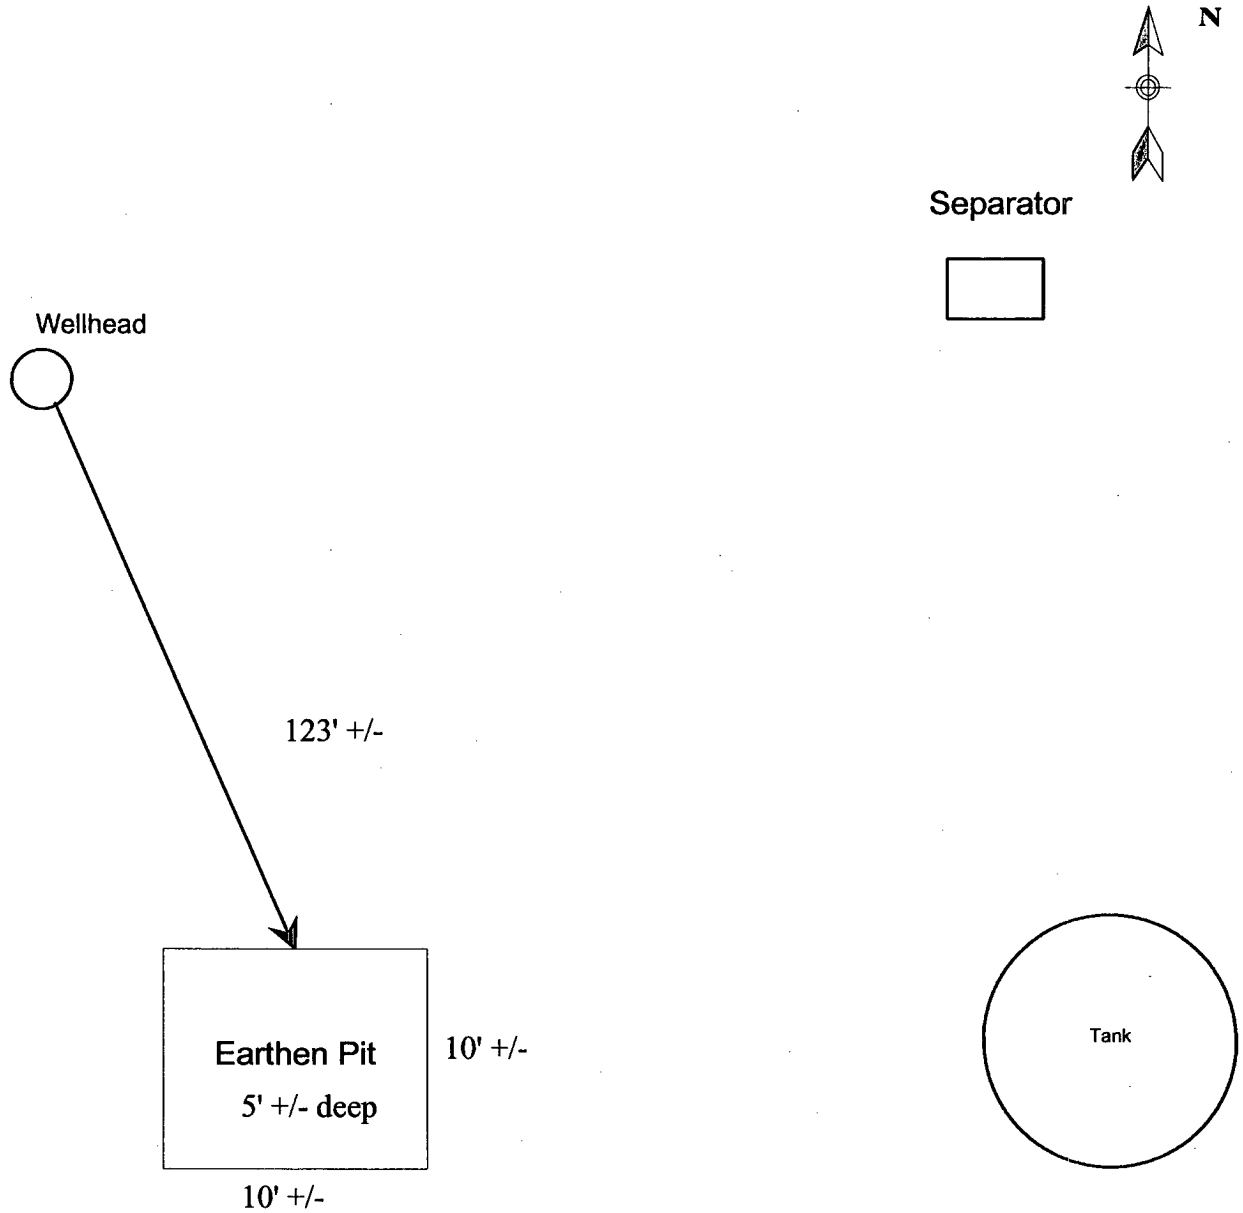 N
Separator
Wellhead
123' +/-
Earthen Pit
10' +/-
5' +/- deep
Tank
10' +/-